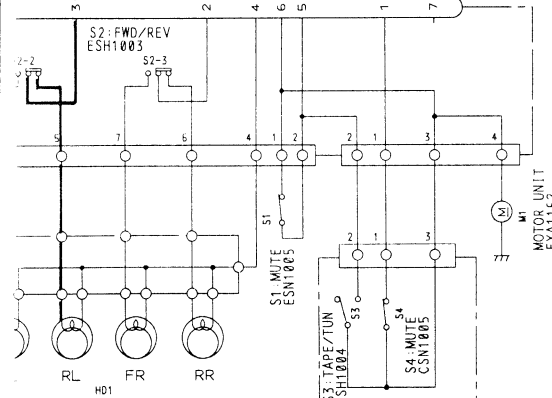 3 2 4 6 5 1 7
S2:FWD/REV
ESH1003
2-2
S2-3
5 7 6 4 1 2 2 1 3 4
S1
M
M1
MOTOR UNIT
2 1 3
S1:MUTE
ESN1005
S3
S4
S3:TAPE/TUN
SH1004
S4:MUTE
CSN1005
RL FR RR
HD1